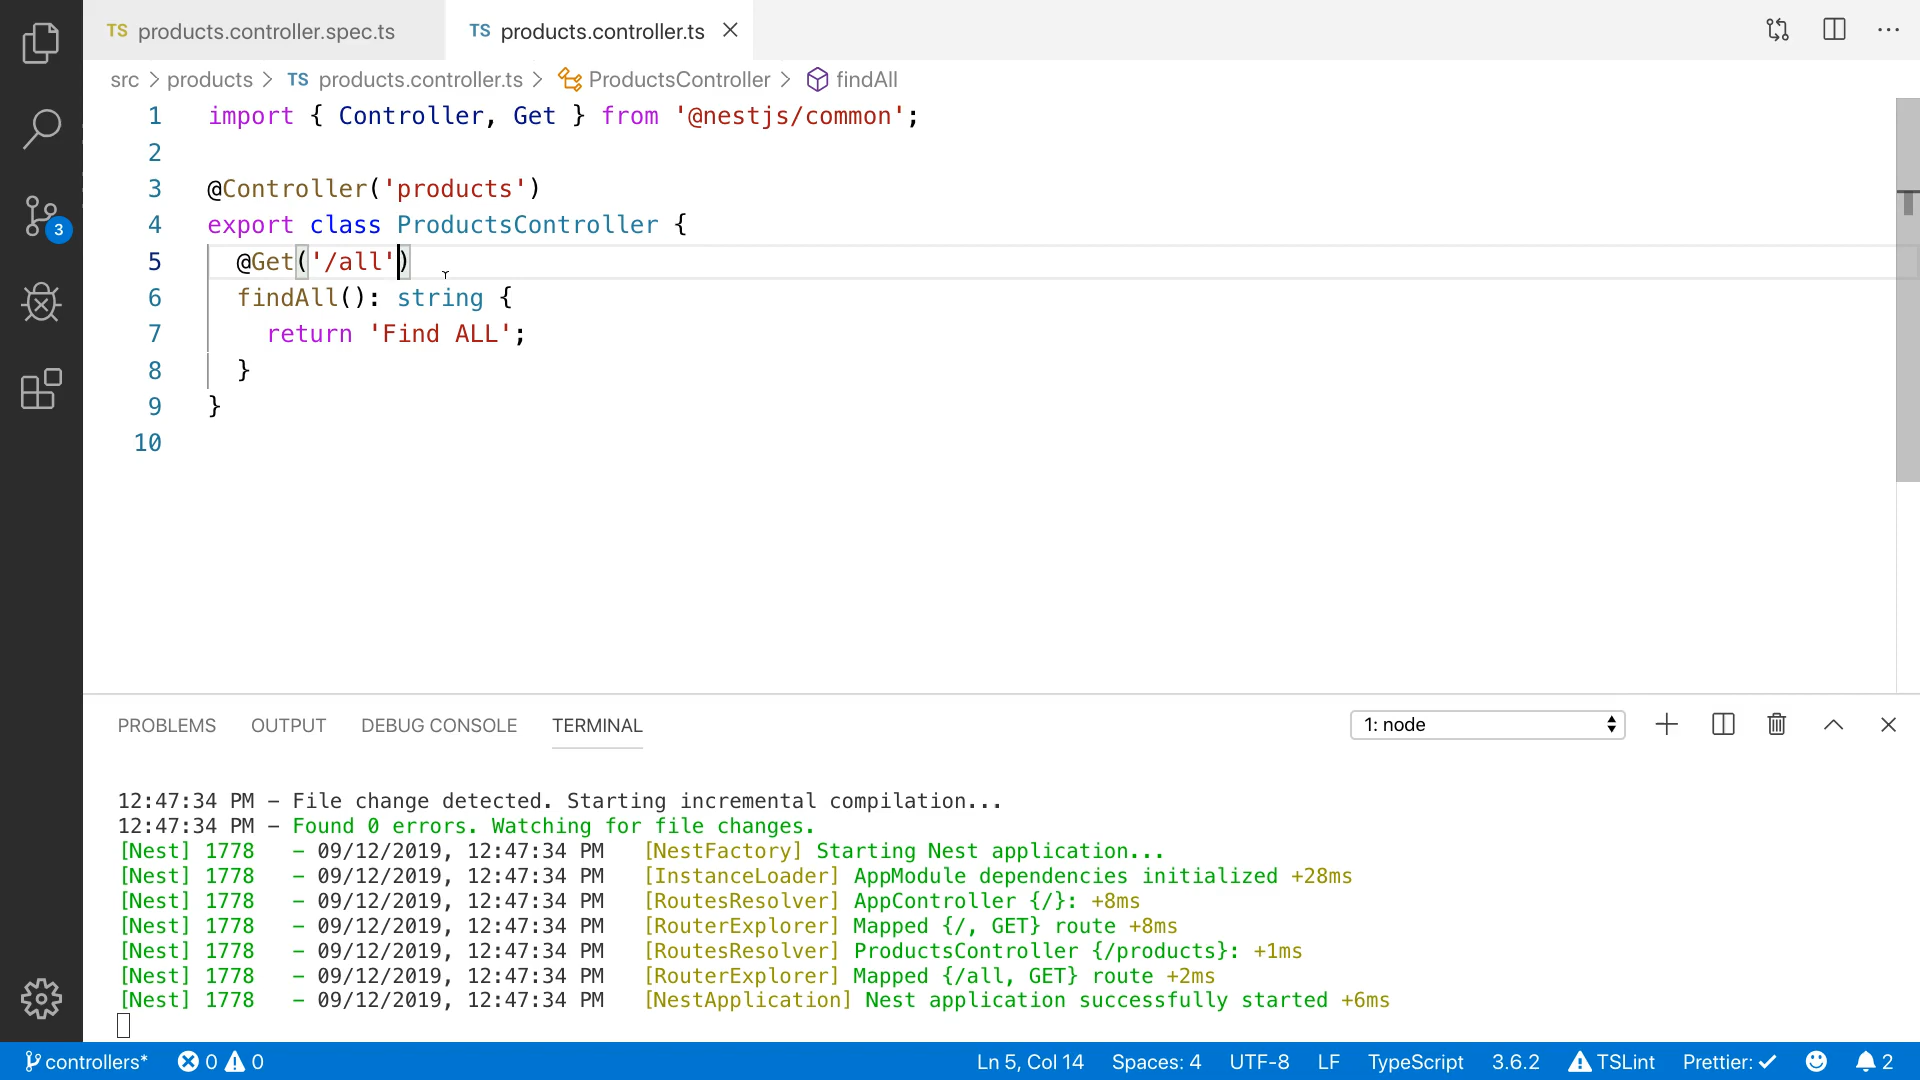 TS products.controller.spec.ts TS products.controller.ts
src > products > TS products.controller.ts > ProductsController > findAll
1 import { Controller, Get } from '@nestjs/common';
2
3 @Controller('products')
4 export class ProductsController {
5 @Get('/all')
6 findAll(): string {
7 return 'Find ALL';
8 }
9 }
10
3
PROBLEMS OUTPUT DEBUG CONSOLE TERMINAL 1: node
12:47:34 PM – File change detected. Starting incremental compilation...
12:47:34 PM – Found 0 errors. Watching for file changes.
[Nest] 1778 – 09/12/2019, 12:47:34 PM [NestFactory] Starting Nest application...
[Nest] 1778 – 09/12/2019, 12:47:34 PM [InstanceLoader] AppModule dependencies initialized +28ms
[Nest] 1778 – 09/12/2019, 12:47:34 PM [RoutesResolver] AppController {/}: +8ms
[Nest] 1778 – 09/12/2019, 12:47:34 PM [RouterExplorer] Mapped {/, GET} route +8ms
[Nest] 1778 – 09/12/2019, 12:47:34 PM [RoutesResolver] ProductsController {/products}: +1ms
[Nest] 1778 – 09/12/2019, 12:47:34 PM [RouterExplorer] Mapped {/all, GET} route +2ms
[Nest] 1778 – 09/12/2019, 12:47:34 PM [NestApplication] Nest application successfully started +6ms
controllers* 0 0 Ln 5, Col 14 Spaces: 4 UTF-8 LF TypeScript 3.6.2 TSLint Prettier: ✓ 2